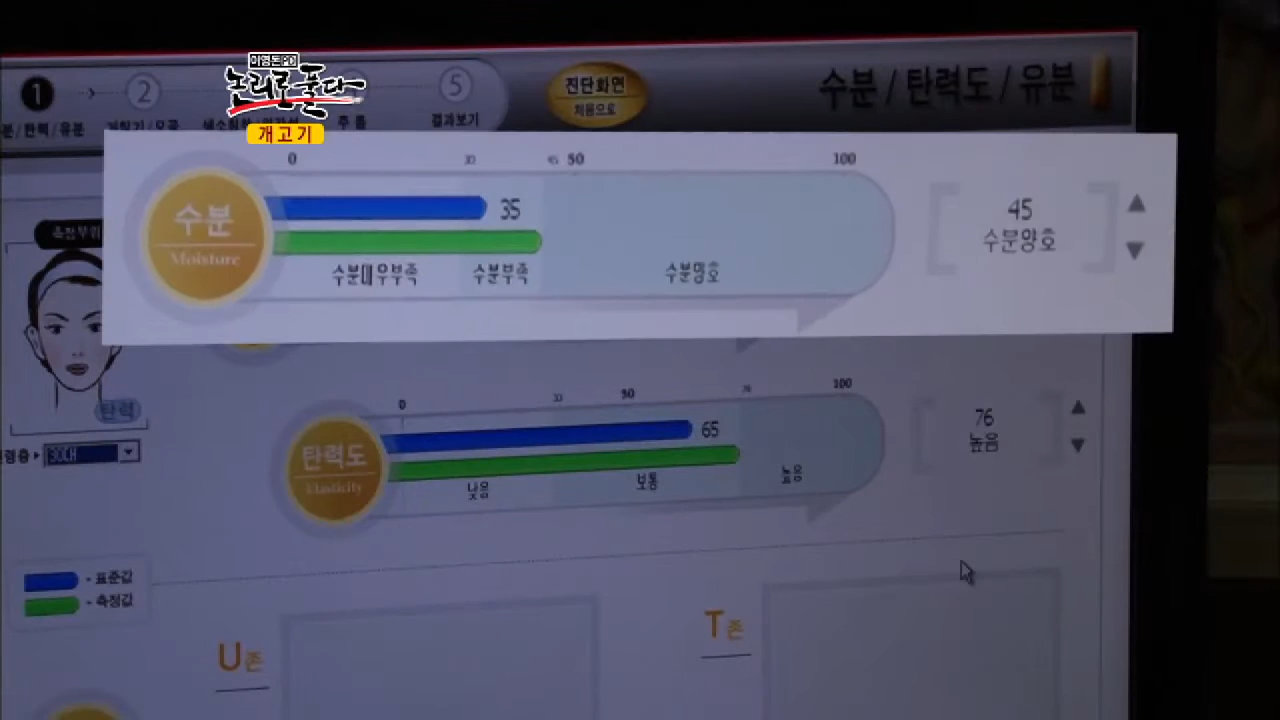 이영돈PD
논리로풀다
개고기
1
2
5
결과보기
진단화면
처음으로
수분 / 탄력도 / 유분
0 50 100
수분
Moisture
35
수분매우부족 수분부족 수분양호
45
수분양호
측정부위
탄력
30대
0 50 100
탄력도
Elasticity
65
낮음 보통 높음
76
높음
- 표준값
- 측정값
U존
T존